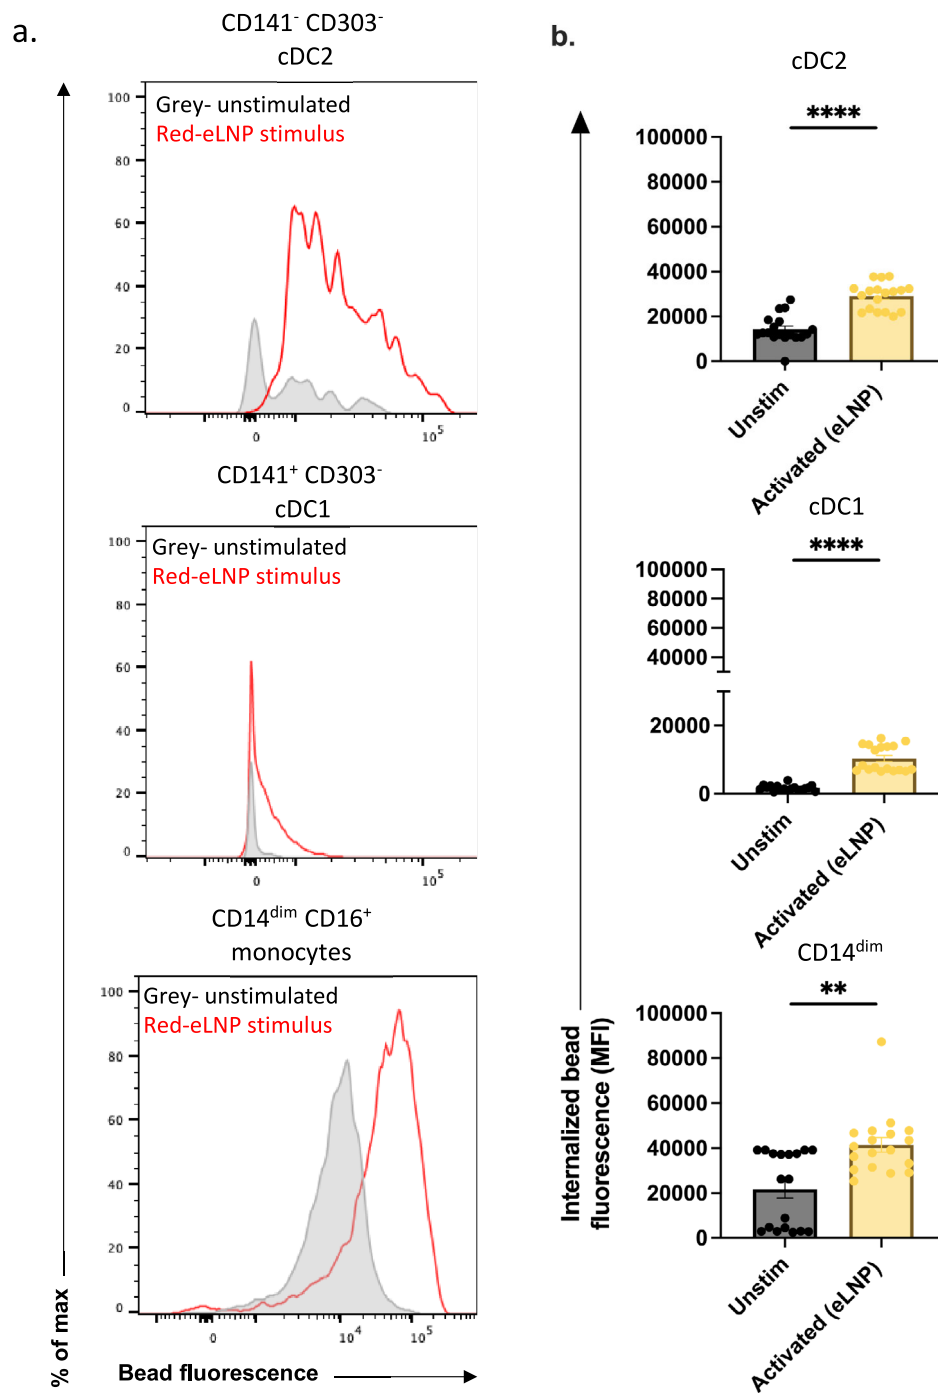 a.
CD141⁻ CD303⁻
cDC2
Grey- unstimulated
Red-eLNP stimulus
100
80
60
40
20
0
0
10⁵
CD141⁺ CD303⁻
cDC1
Grey- unstimulated
Red-eLNP stimulus
100
80
60
40
20
0
0
10⁵
CD14ᵈⁱᵐ CD16⁺
monocytes
Grey- unstimulated
Red-eLNP stimulus
100
80
60
40
20
0
0
10⁴
10⁵
% of max
Bead fluorescence
b.
cDC2
****
100000
80000
60000
40000
20000
0
Unstim
Activated (eLNP)
cDC1
****
100000
80000
60000
40000
20000
0
Unstim
Activated (eLNP)
CD14ᵈⁱᵐ
**
100000
80000
60000
40000
20000
0
Unstim
Activated (eLNP)
Internalized bead
fluorescence (MFI)